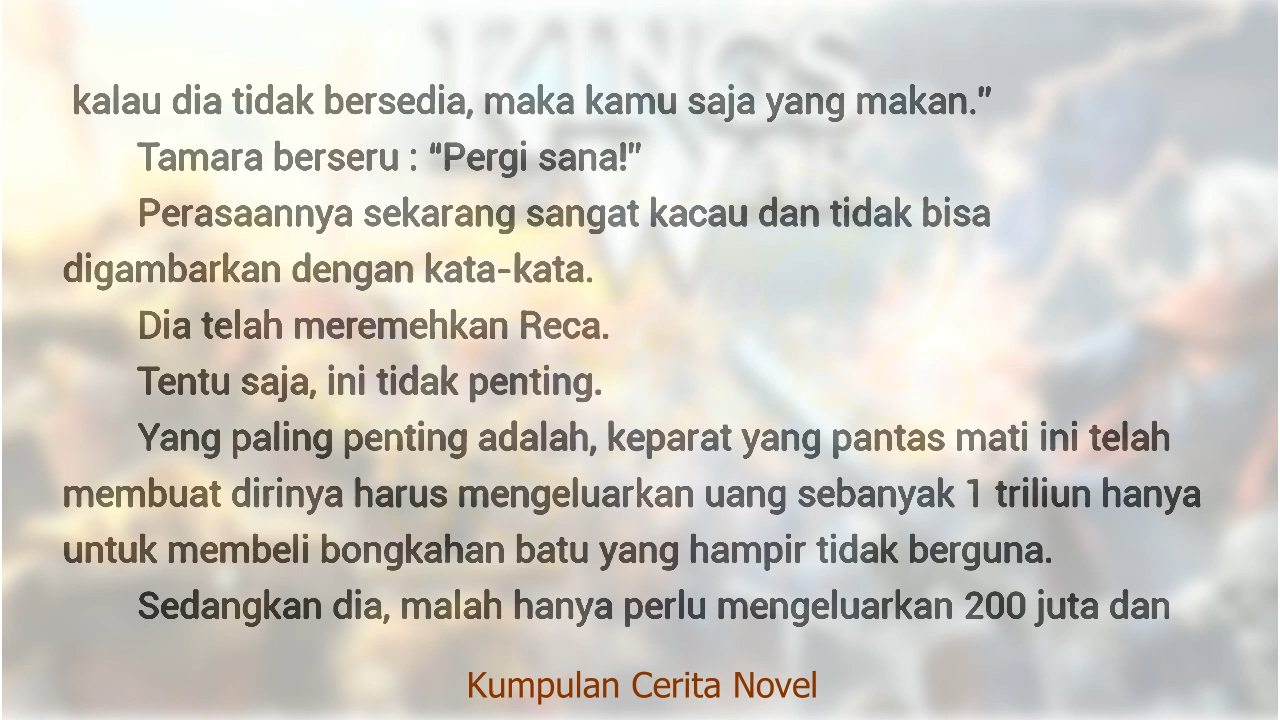 kalau dia tidak bersedia, maka kamu saja yang makan.”
Tamara berseru : “Pergi sana!”
Perasaannya sekarang sangat kacau dan tidak bisa
digambarkan dengan kata-kata.
Dia telah meremehkan Reca.
Tentu saja, ini tidak penting.
Yang paling penting adalah, keparat yang pantas mati ini telah
membuat dirinya harus mengeluarkan uang sebanyak 1 triliun hanya
untuk membeli bongkahan batu yang hampir tidak berguna.
Sedangkan dia, malah hanya perlu mengeluarkan 200 juta dan
Kumpulan Cerita Novel